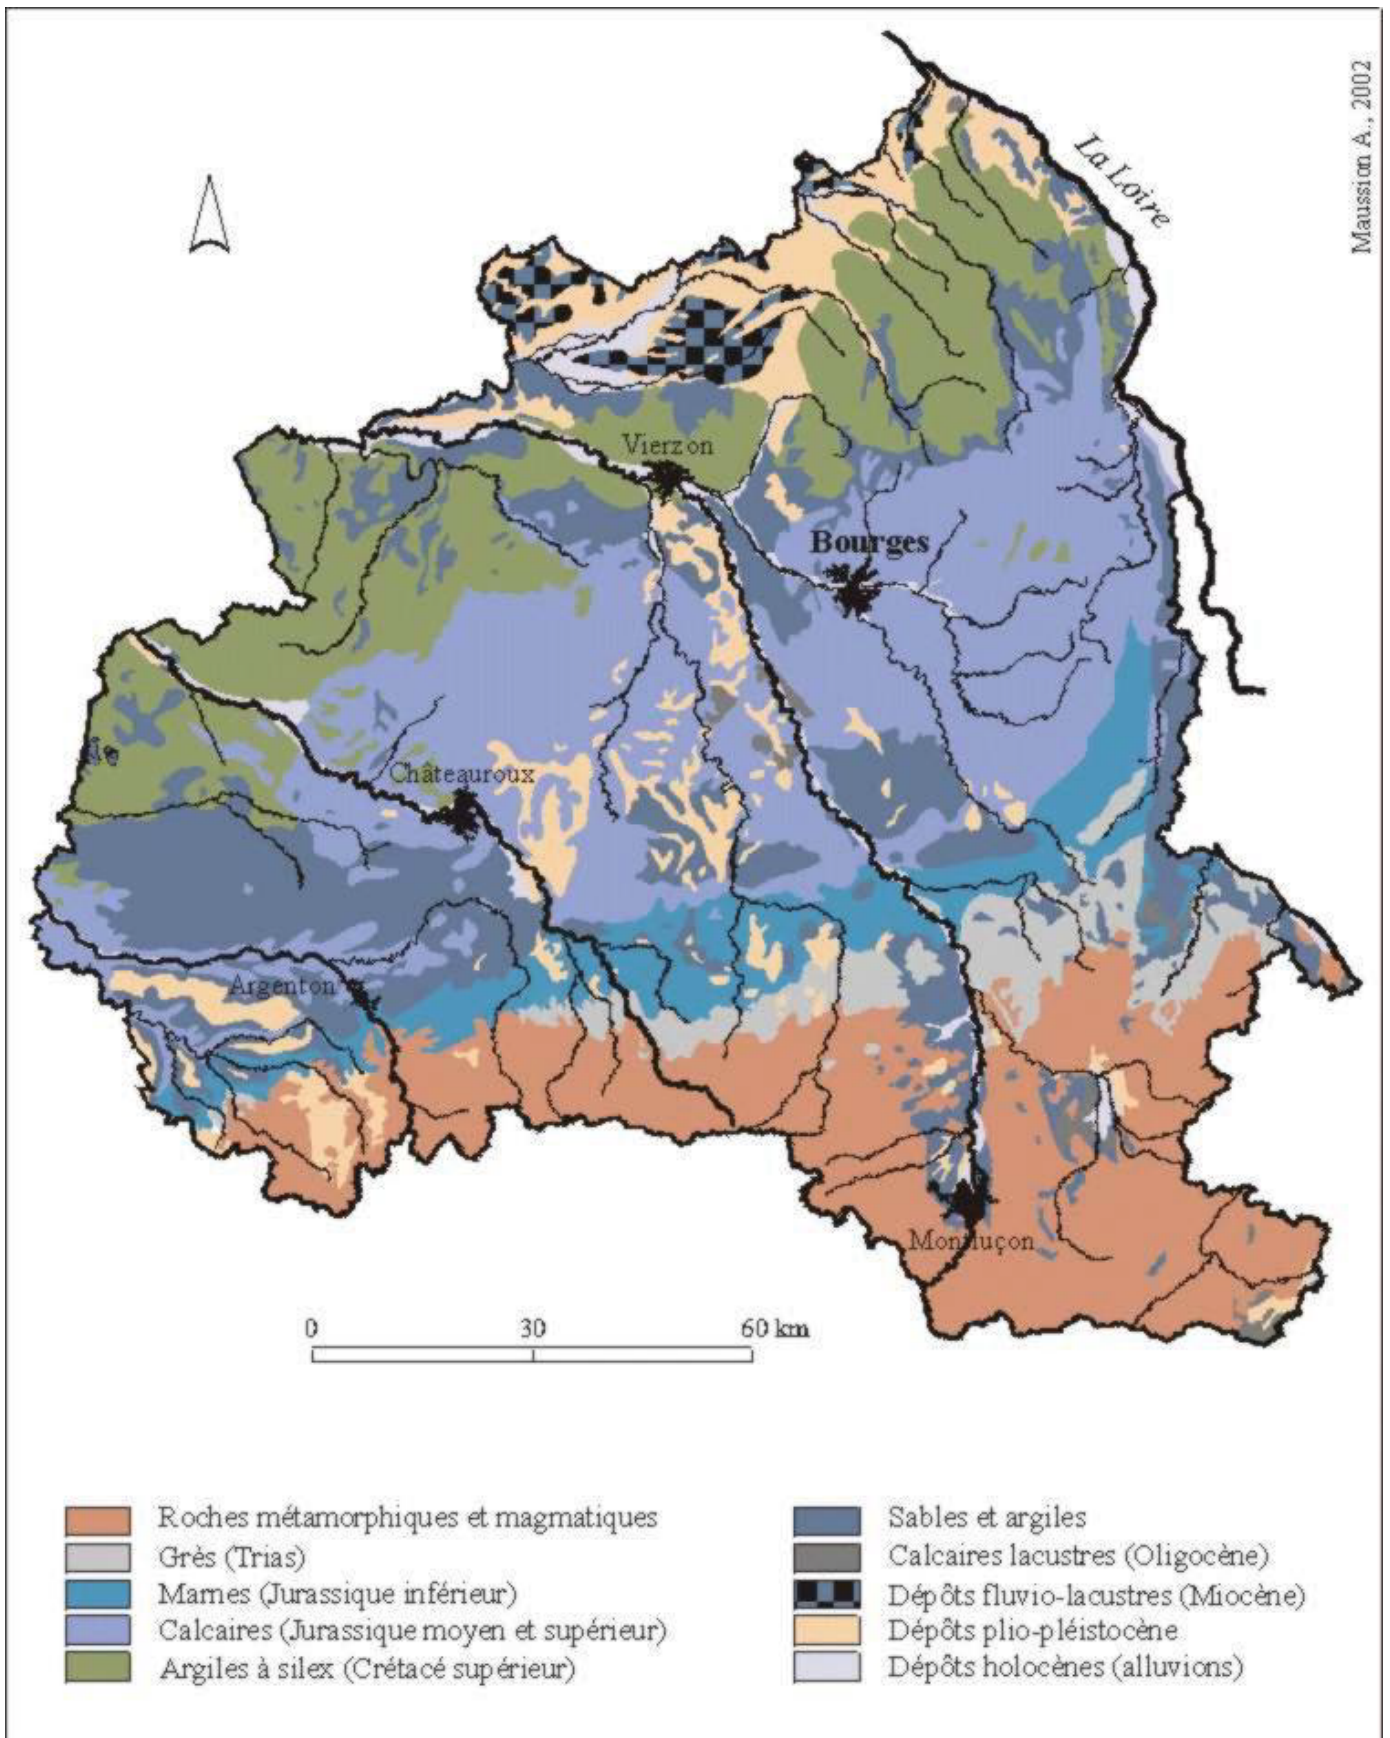 Maussion A., 2002
La Loire
Vierzon
Bourges
Châteauroux
Argenton
Montluçon
0 30 60 km
Roches métamorphiques et magmatiques
Grès (Trias)
Marnes (Jurassique inférieur)
Calcaires (Jurassique moyen et supérieur)
Argiles à silex (Crétacé supérieur)
Sables et argiles
Calcaires lacustres (Oligocène)
Dépôts fluvio-lacustres (Miocène)
Dépôts plio-pléistocène
Dépôts holocènes (alluvions)